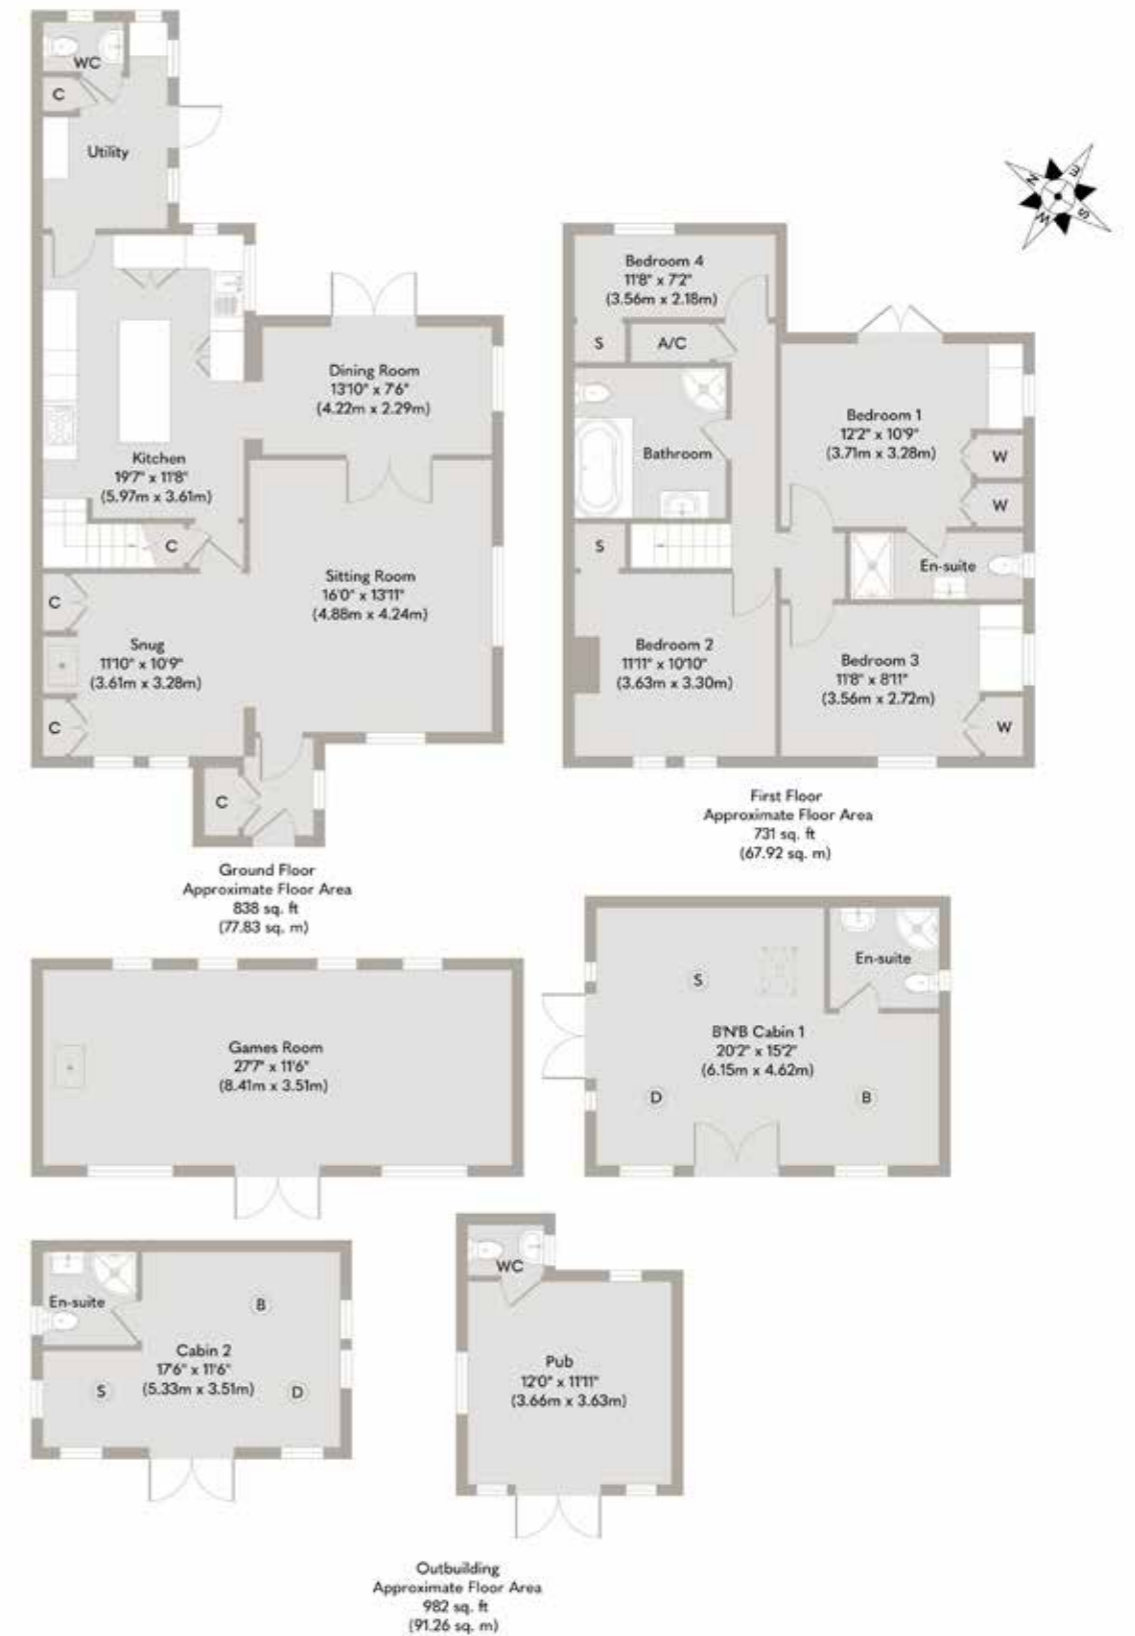 WC
C
Utility
Kitchen
19'7" x 11'8"
(5.97m x 3.61m)
Dining Room
13'10" x 7'6"
(4.22m x 2.29m)
C
Sitting Room
16'0" x 13'11"
(4.88m x 4.24m)
C
Snug
11'10" x 10'9"
(3.61m x 3.28m)
C
C
Ground Floor
Approximate Floor Area
838 sq. ft
(77.83 sq. m)
N
E
S
W
Bedroom 4
11'8" x 7'2"
(3.56m x 2.18m)
S
A/C
Bathroom
Bedroom 1
12'2" x 10'9"
(3.71m x 3.28m)
W
W
S
En-suite
Bedroom 2
11'11" x 10'10"
(3.63m x 3.30m)
Bedroom 3
11'8" x 8'11"
(3.56m x 2.72m)
W
First Floor
Approximate Floor Area
731 sq. ft
(67.92 sq. m)
Games Room
27'7" x 11'6"
(8.41m x 3.51m)
En-suite
S
B'N'B Cabin 1
20'2" x 15'2"
(6.15m x 4.62m)
D
B
En-suite
B
Cabin 2
17'6" x 11'6"
(5.33m x 3.51m)
S
D
WC
Pub
12'0" x 11'11"
(3.66m x 3.63m)
Outbuilding
Approximate Floor Area
982 sq. ft
(91.26 sq. m)